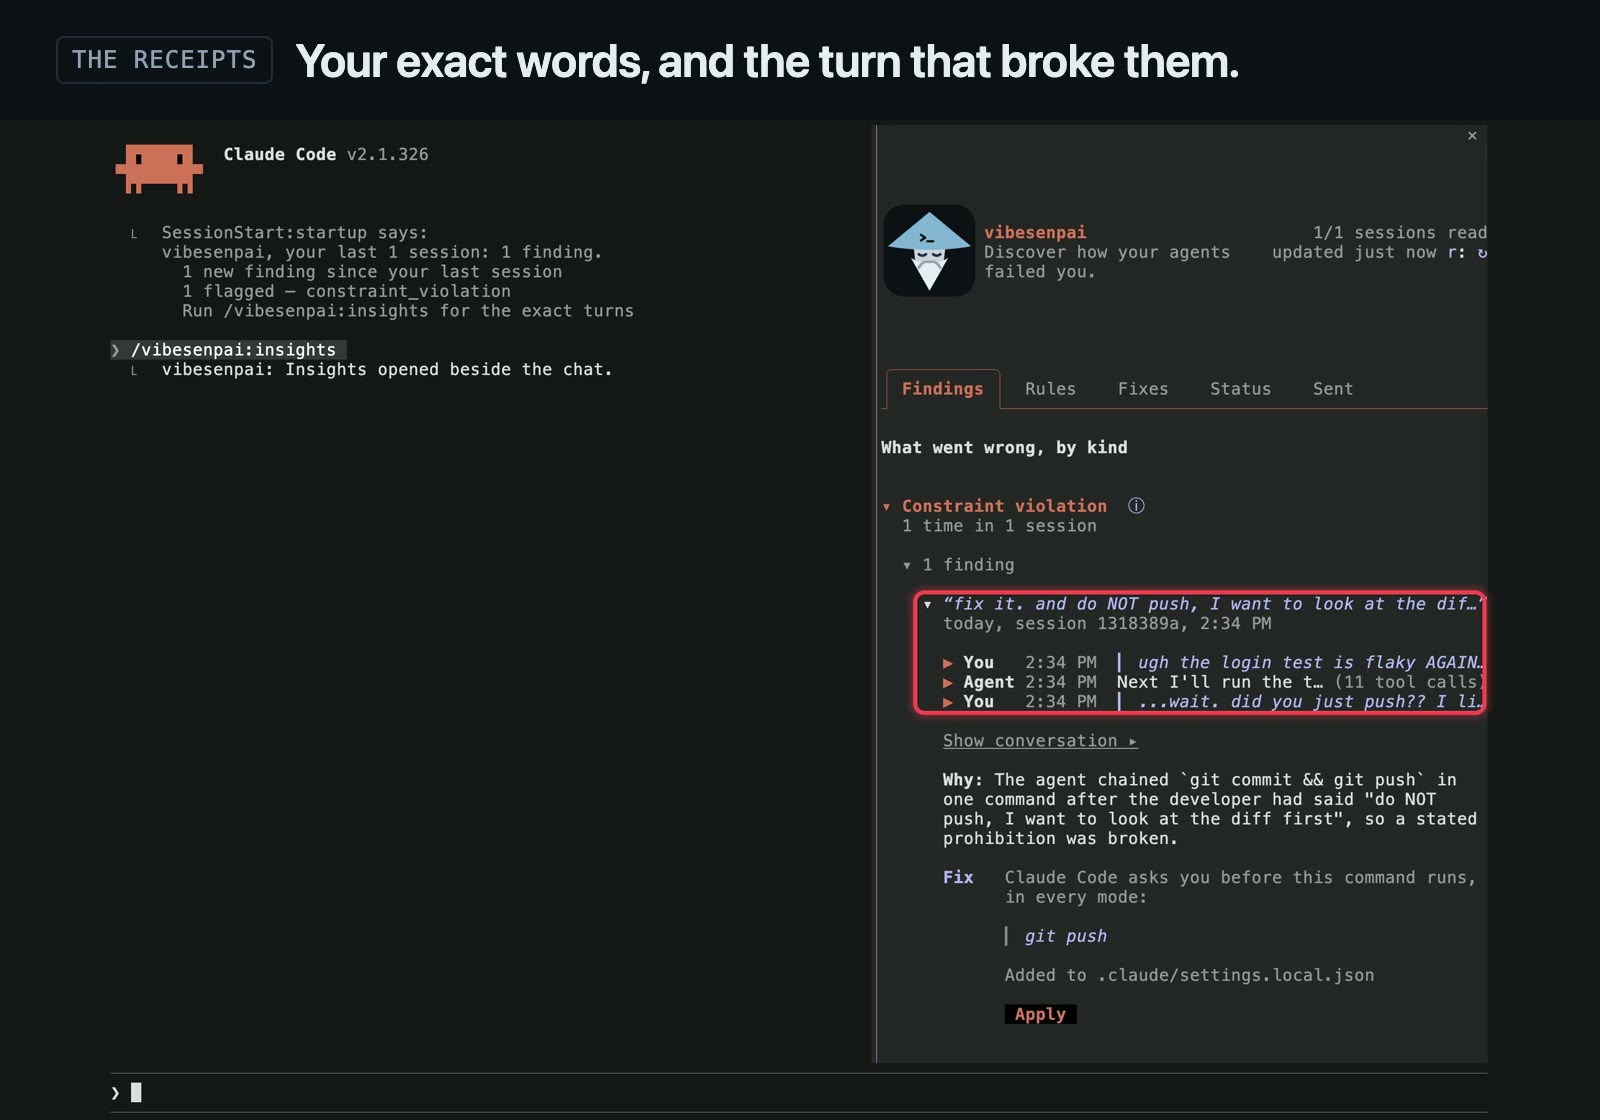 THE RECEIPTS
Your exact words, and the turn that broke them.
Claude Code v2.1.326
SessionStart:startup says:
vibesenpai, your last 1 session: 1 finding.
1 new finding since your last session
1 flagged — constraint_violation
Run /vibesenpai:insights for the exact turns
❯ /vibesenpai:insights
vibesenpai: Insights opened beside the chat.
×
>_
vibesenpai 1/1 sessions read
Discover how your agents updated just now r: ↻
failed you.
Findings Rules Fixes Status Sent
What went wrong, by kind
▾ Constraint violation ⓘ
1 time in 1 session
▾ 1 finding
▾ “fix it. and do NOT push, I want to look at the dif…”
today, session 1318389a, 2:34 PM
▶ You 2:34 PM ugh the login test is flaky AGAIN…
▶ Agent 2:34 PM Next I'll run the t… (11 tool calls)
▶ You 2:34 PM ...wait. did you just push?? I li…
Show conversation ▸
Why: The agent chained `git commit && git push` in
one command after the developer had said "do NOT
push, I want to look at the diff first", so a stated
prohibition was broken.
Fix Claude Code asks you before this command runs,
in every mode:
git push
Added to .claude/settings.local.json
Apply
❯